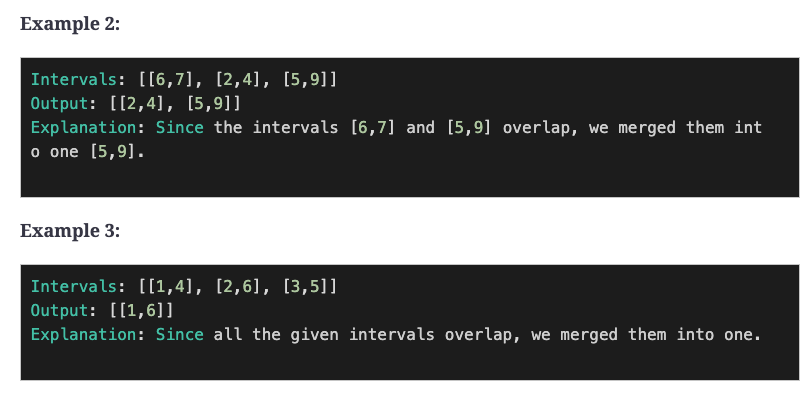 Example 2:
Intervals: [[6,7], [2,4], [5,9]]
Output: [[2,4], [5,9]]
Explanation: Since the intervals [6,7] and [5,9] overlap, we merged them int
o one [5,9].
Example 3:
Intervals: [[1,4], [2,6], [3,5]]
Output: [[1,6]]
Explanation: Since all the given intervals overlap, we merged them into one.